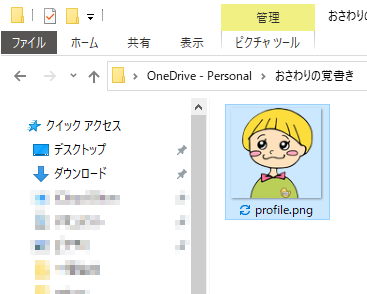 管理
おさわりの
ファイル ホーム 共有 表示 ピクチャ ツール
OneDrive - Personal > おさわりの覚書き
クイック アクセス
デスクトップ
ダウンロード
profile.png